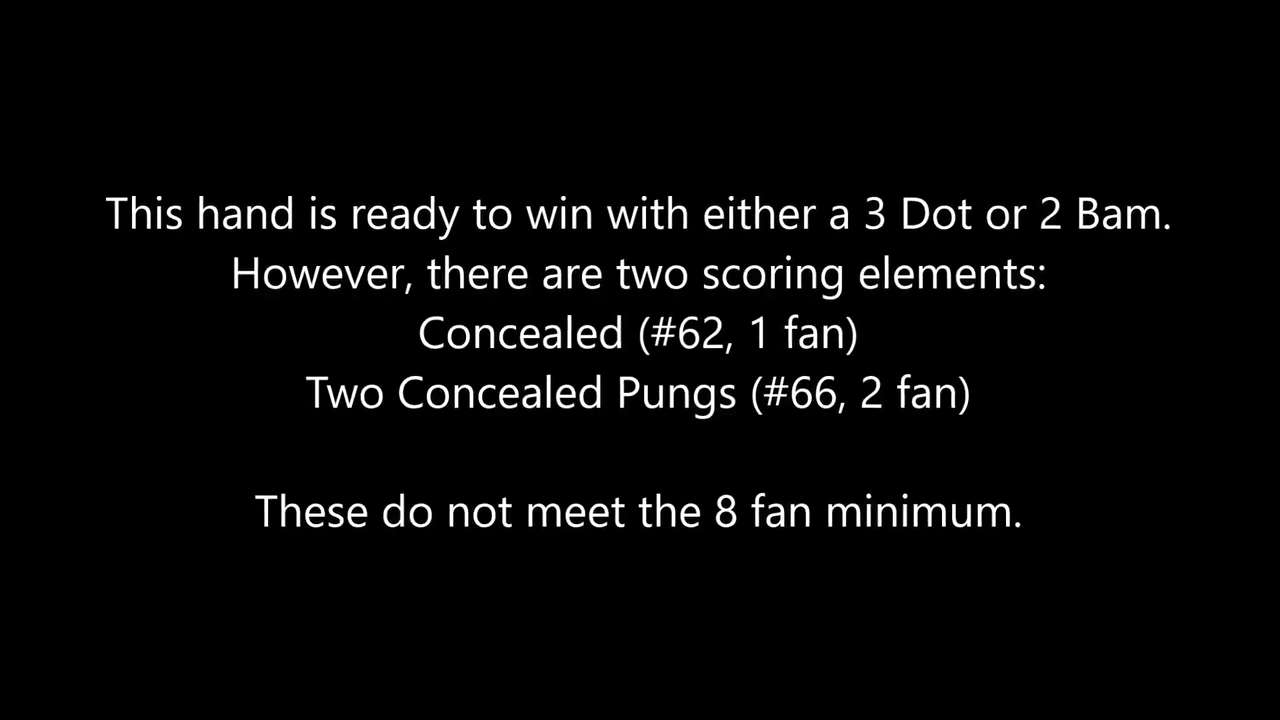 This hand is ready to win with either a 3 Dot or 2 Bam.
However, there are two scoring elements:
Concealed (#62, 1 fan)
Two Concealed Pungs (#66, 2 fan)
These do not meet the 8 fan minimum.